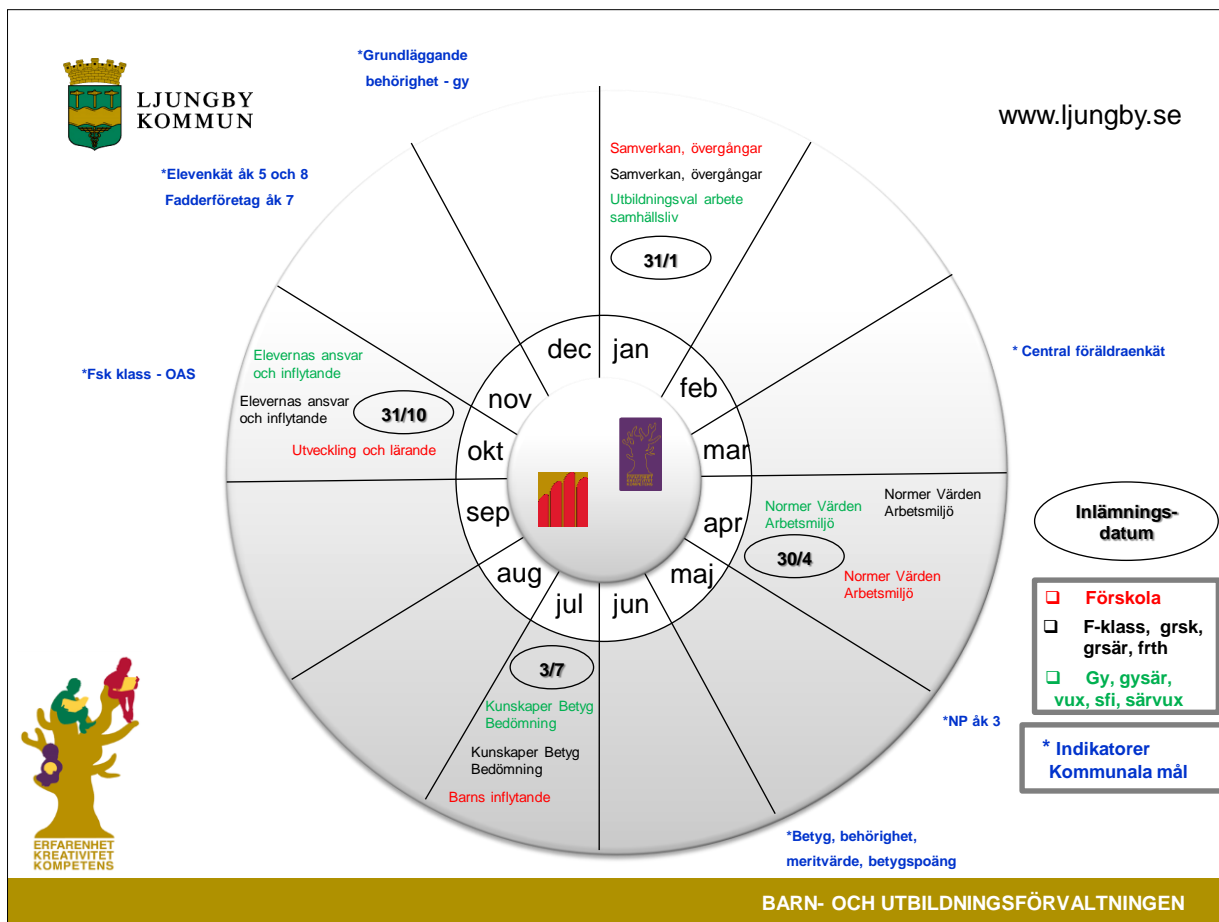 LJUNGBY
KOMMUN
*Grundläggande
behörighet - gy
www.ljungby.se
*Elevenkät åk 5 och 8
Fadderföretag åk 7
Samverkan, övergångar
Samverkan, övergångar
Utbildningsval arbete
samhällsliv
31/1
dec
jan
feb
mar
apr
maj
jun
jul
aug
sep
okt
nov
* Central föräldraenkät
*Fsk klass - OAS
Elevernas ansvar
och inflytande
Elevernas ansvar
och inflytande
31/10
Utveckling och lärande
ERFARENHET
KREATIVITET
KOMPETENS
Normer Värden
Arbetsmiljö
Normer Värden
Arbetsmiljö
30/4
Normer Värden
Arbetsmiljö
Inlämnings-
datum
Förskola
F-klass, grsk,
grsär, frth
Gy, gysär,
vux, sfi, särvux
* Indikatorer
Kommunala mål
*NP åk 3
3/7
Kunskaper Betyg
Bedömning
Kunskaper Betyg
Bedömning
Barns inflytande
*Betyg, behörighet,
meritvärde, betygspoäng
ERFARENHET
KREATIVITET
KOMPETENS
BARN- OCH UTBILDNINGSFÖRVALTNINGEN